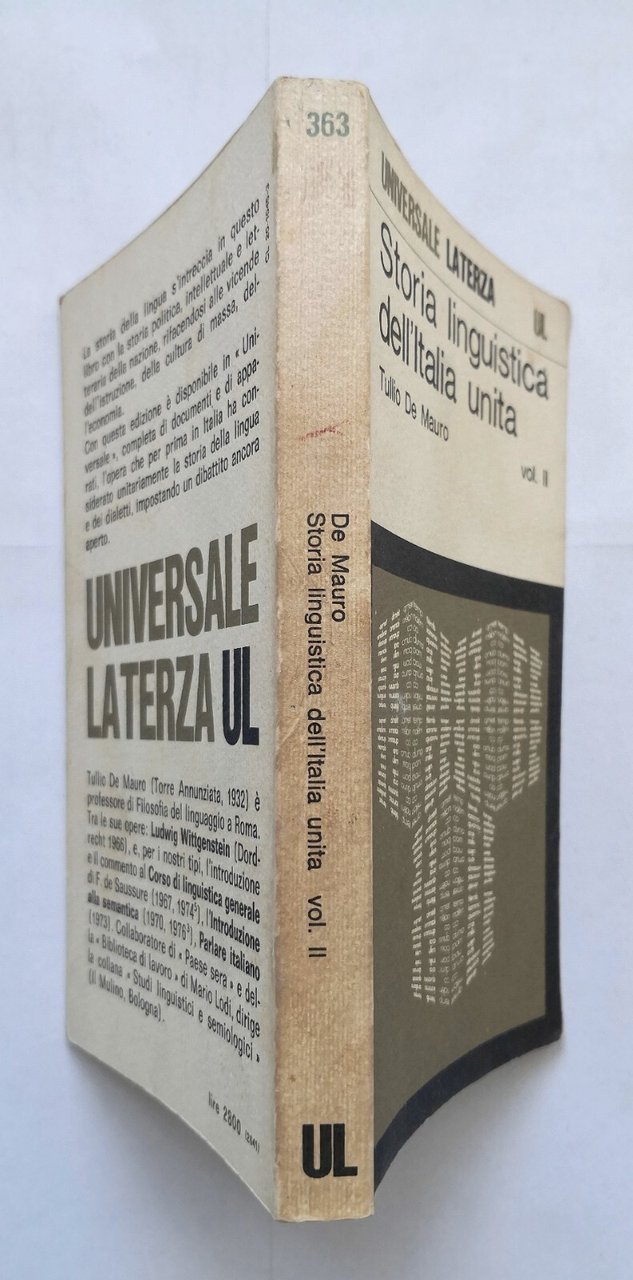 La storia della lingua s'intreccia in questo
libro con la storia politica, intellettuale e let-
teraria della nazione, rifacendosi alle vicende
dell'istruzione, della cultura di massa, del-
l'economia.
Con questa edizione è disponibile in « Uni-
versale », completa di documenti e di appa-
rati, l'opera che per prima in Italia ha con-
siderato unitariamente la storia della lingua
e dei dialetti, impostando un dibattito ancora
aperto.
UNIVERSALE
LATERZA UL
Tullio De Mauro (Torre Annunziata, 1932) è
professore di Filosofia del linguaggio a Roma.
Tra le sue opere: Ludwig Wittgenstein (Dord-
recht 1966), e, per i nostri tipi, l'introduzione
e il commento al Corso di linguistica generale
di F. de Saussure (1967, 1974³), l'Introduzione
alla semantica (1970, 1976³), Parlare italiano
(1973). Collaboratore di « Paese sera » e del-
la « Biblioteca di lavoro » di Mario Lodi, dirige
la collana « Studi linguistici e semiologici »
(Il Mulino, Bologna).
lire 2800 (2641)
363
De Mauro
Storia linguistica dell'Italia unita vol. II
UL
UNIVERSALE LATERZA UL
Storia linguistica
dell'Italia unita
Tullio De Mauro
vol. II